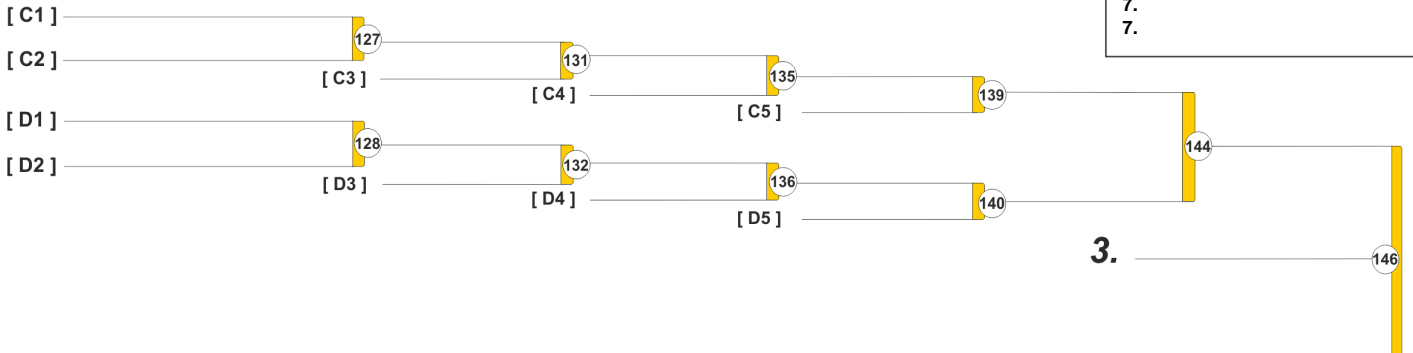 7.
7.
[ C1 ]
127
[ C2 ]
131
[ C3 ]
135
[ C4 ]
139
[ C5 ]
[ D1 ]
128
144
[ D2 ]
132
[ D3 ]
136
[ D4 ]
140
[ D5 ]
3.
146